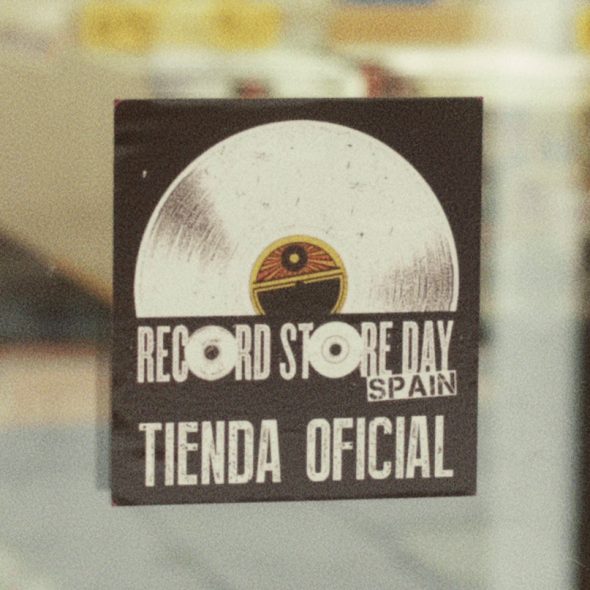 RECORD STORE DAY
SPAIN
TIENDA OFICIAL